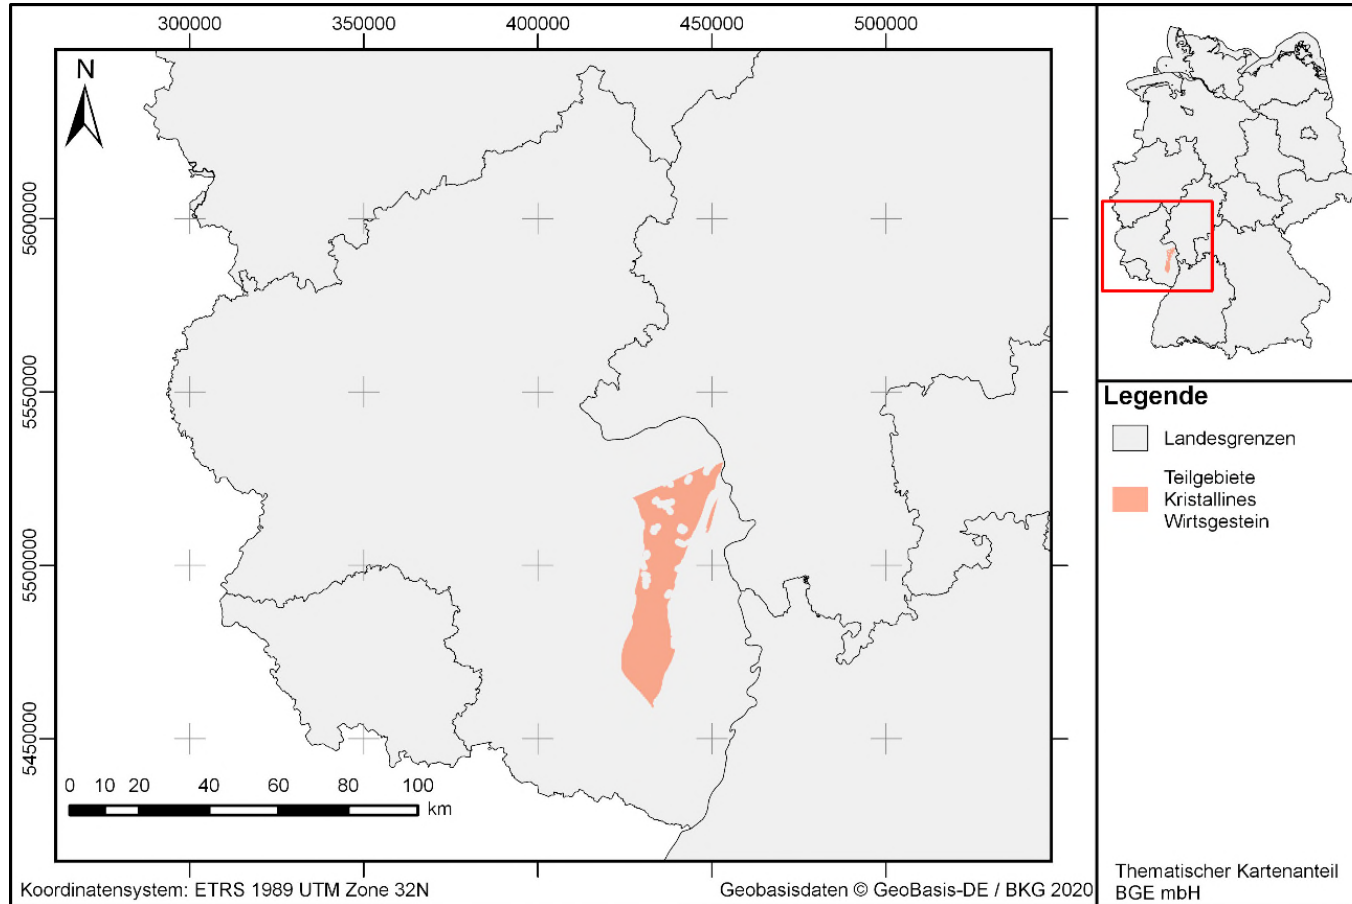 300000 350000 400000 450000 500000
N
5600000
5550000
5500000
5450000
0 10 20 40 60 80 100
km
Koordinatensystem: ETRS 1989 UTM Zone 32N
Geobasisdaten © GeoBasis-DE / BKG 2020
Legende
Landesgrenzen
Teilgebiete
Kristallines
Wirtsgestein
Thematischer Kartenanteil
BGE mbH